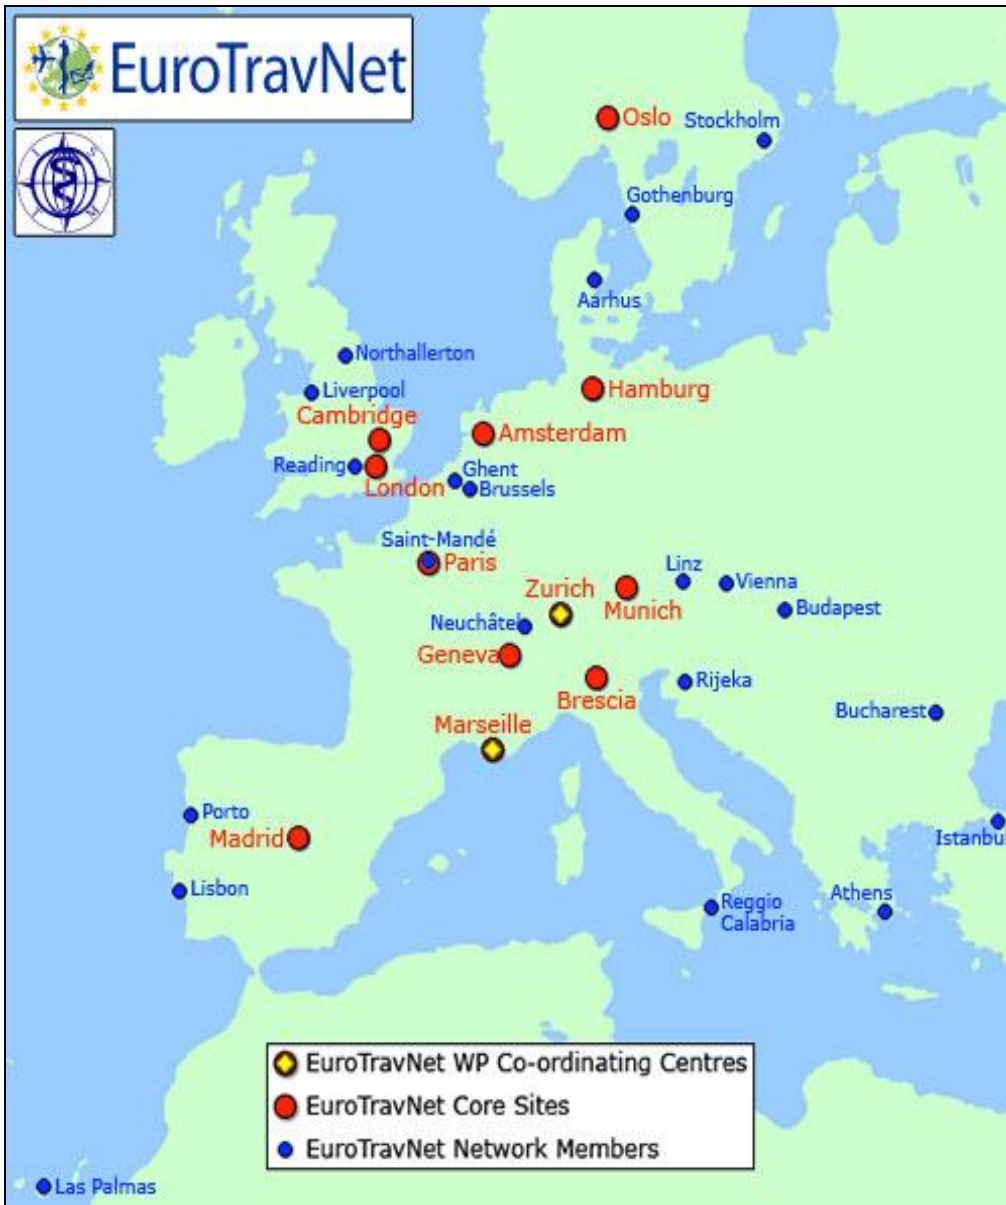 EuroTravNet
I S
T M
Oslo
Stockholm
Gothenburg
Aarhus
Northallerton
Liverpool
Hamburg
Cambridge
Amsterdam
Reading
London
Ghent
Brussels
Saint-Mandé
Paris
Zurich
Munich
Linz
Vienna
Budapest
Neuchâtel
Geneva
Brescia
Rijeka
Bucharest
Marseille
Porto
Madrid
Istanbu
Lisbon
Reggio
Calabria
Athens
EuroTravNet WP Co-ordinating Centres
EuroTravNet Core Sites
EuroTravNet Network Members
Las Palmas